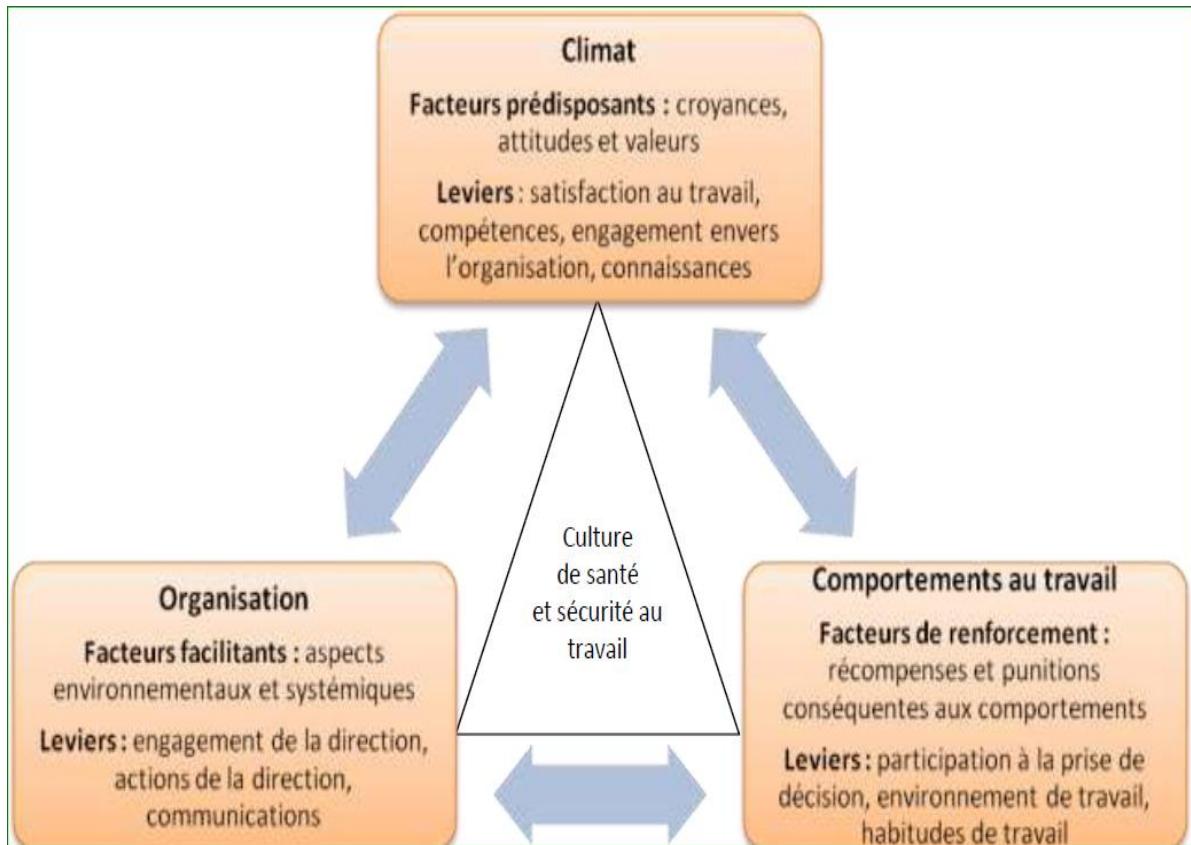 Climat
Facteurs prédisposants : croyances,
attitudes et valeurs
Leviers : satisfaction au travail,
compétences, engagement envers
l'organisation, connaissances
Culture
de santé
et sécurité au
travail
Organisation
Facteurs facilitants : aspects
environnementaux et systémiques
Leviers : engagement de la direction,
actions de la direction,
communications
Comportements au travail
Facteurs de renforcement :
récompenses et punitions
conséquentes aux comportements
Leviers : participation à la prise de
décision, environnement de travail,
habitudes de travail